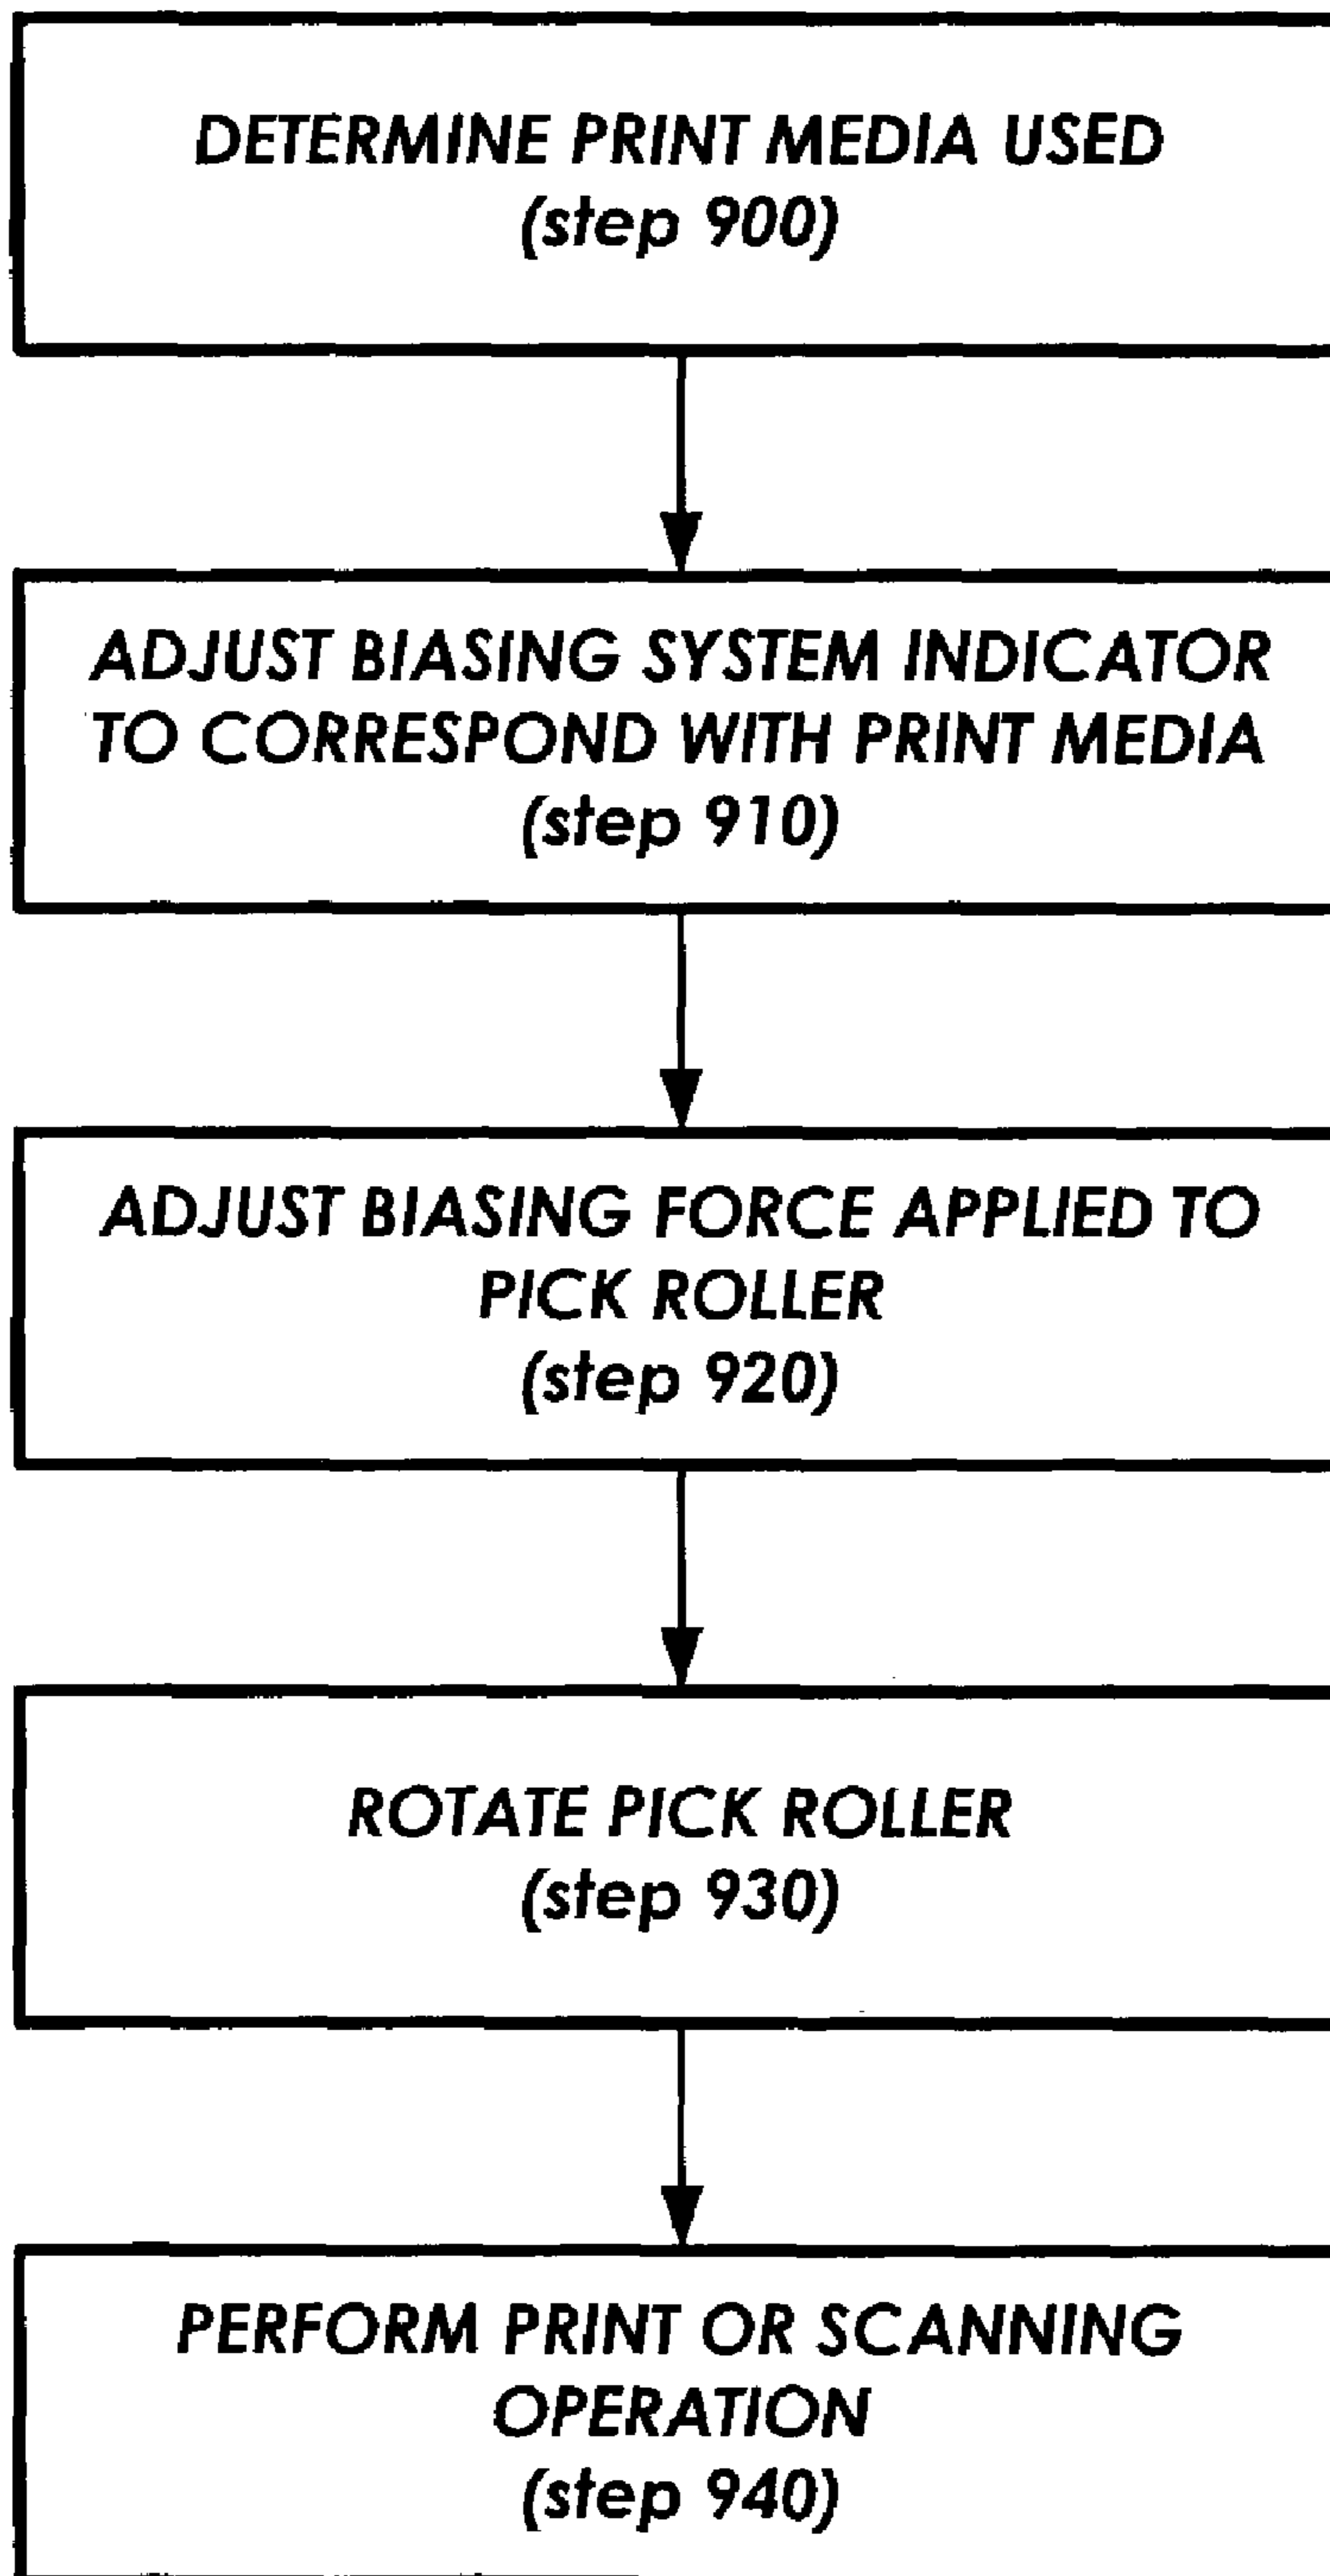 DETERMINE PRINT MEDIA USED
(step 900)
ADJUST BIASING SYSTEM INDICATOR
TO CORRESPOND WITH PRINT MEDIA
(step 910)
ADJUST BIASING FORCE APPLIED TO
PICK ROLLER
(step 920)
ROTATE PICK ROLLER
(step 930)
PERFORM PRINT OR SCANNING
OPERATION
(step 940)